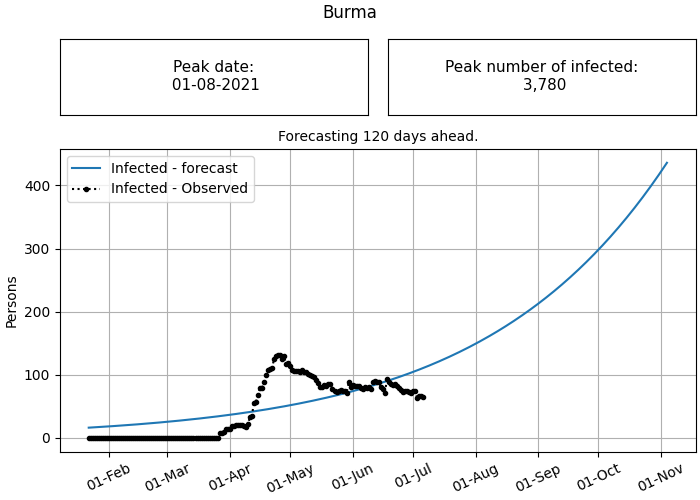 Burma
Peak date:
01-08-2021
Peak number of infected:
3,780
Forecasting 120 days ahead.
Infected - forecast
Infected - Observed
Persons
400
300
200
100
0
01-Feb
01-Mar
01-Apr
01-May
01-Jun
01-Jul
01-Aug
01-Sep
01-Oct
01-Nov